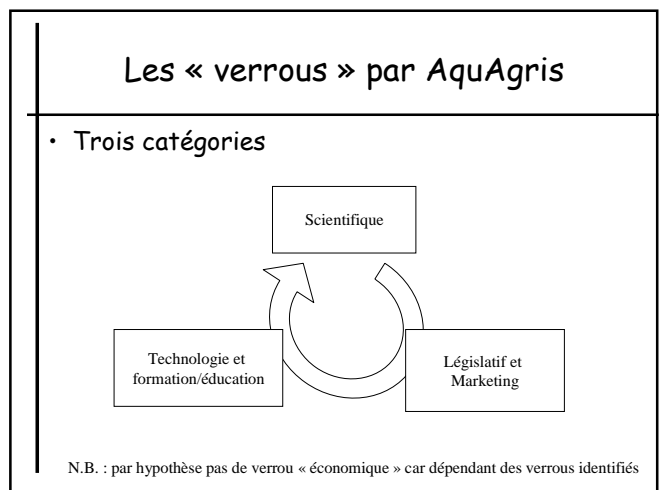 Les « verrous » par AquAgris
• Trois catégories
Scientifique
Technologie et
formation/éducation
Législatif et
Marketing
N.B. : par hypothèse pas de verrou « économique » car dépendant des verrous identifiés